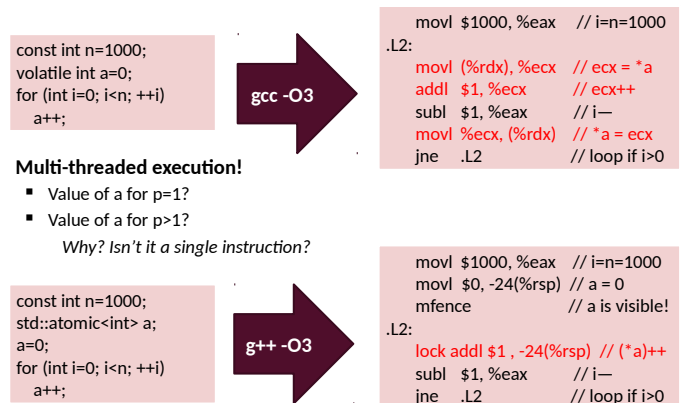 const int n=1000;
volatile int a=0;
for (int i=0; i<n; ++i)
a++;
gcc -O3
movl $1000, %eax // i=n=1000
.L2:
movl (%rdx), %ecx // ecx = *a
addl $1, %ecx // ecx++
subl $1, %eax // i—
movl %ecx, (%rdx) // *a = ecx
jne .L2 // loop if i>0
Multi-threaded execution!
▪ Value of a for p=1?
▪ Value of a for p>1?
Why? Isn't it a single instruction?
const int n=1000;
std::atomic<int> a;
a=0;
for (int i=0; i<n; ++i)
a++;
g++ -O3
movl $1000, %eax // i=n=1000
movl $0, -24(%rsp) // a = 0
mfence // a is visible!
.L2:
lock addl $1 , -24(%rsp) // (*a)++
subl $1, %eax // i—
jne .L2 // loop if i>0